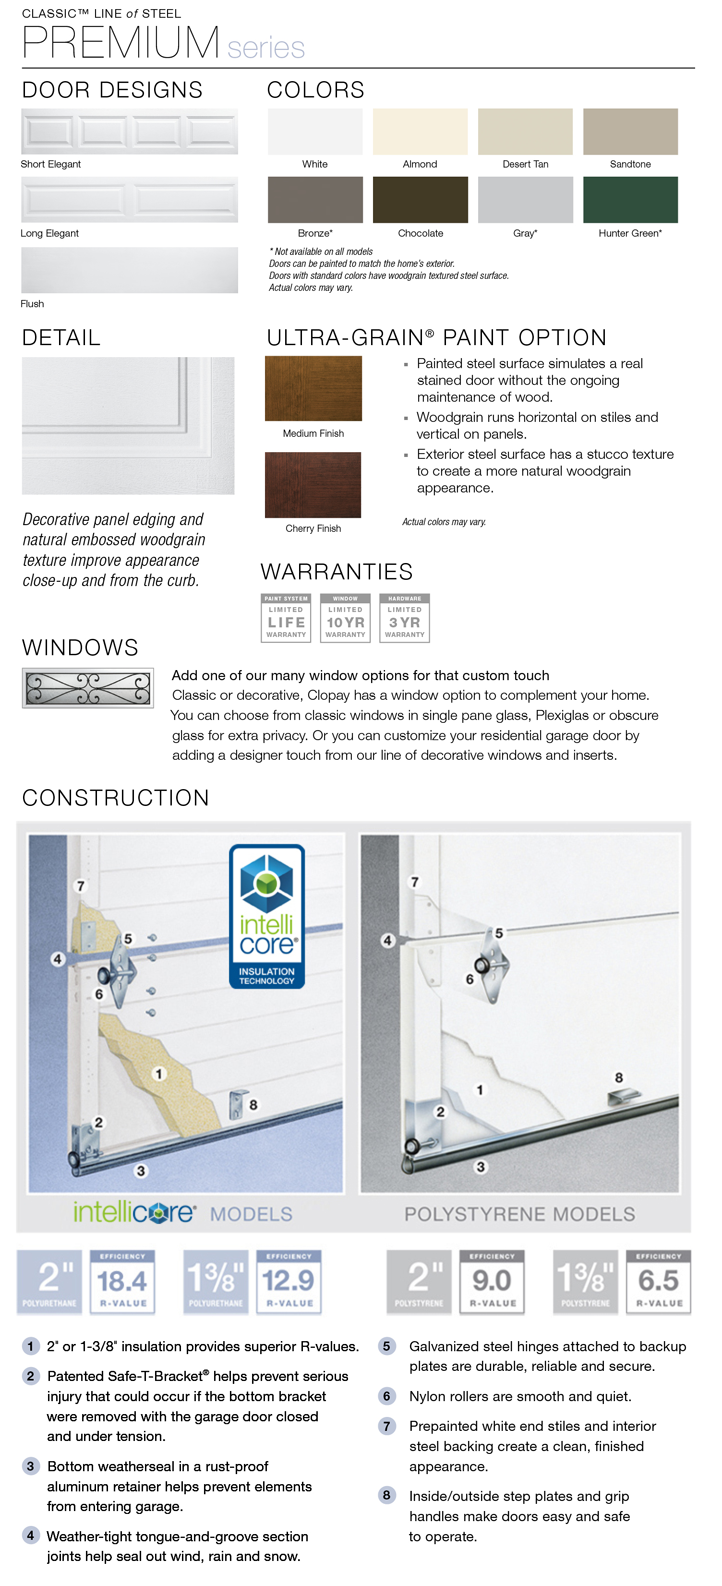 CLASSIC™ LINE of STEEL
PREMIUM series
DOOR DESIGNS
Short Elegant
Long Elegant
Flush
COLORS
White
Almond
Desert Tan
Sandtone
Bronze*
Chocolate
Gray*
Hunter Green*
* Not available on all models
Doors can be painted to match the home's exterior.
Doors with standard colors have woodgrain textured steel surface.
Actual colors may vary.
DETAIL
Decorative panel edging and
natural embossed woodgrain
texture improve appearance
close-up and from the curb.
ULTRA-GRAIN® PAINT OPTION
Medium Finish
Cherry Finish
▪ Painted steel surface simulates a real
stained door without the ongoing
maintenance of wood.
▪ Woodgrain runs horizontal on stiles and
vertical on panels.
▪ Exterior steel surface has a stucco texture
to create a more natural woodgrain
appearance.
Actual colors may vary.
WARRANTIES
PAINT SYSTEM
LIMITED
LIFE
WARRANTY
WINDOW
LIMITED
10 YR
WARRANTY
HARDWARE
LIMITED
3 YR
WARRANTY
WINDOWS
Add one of our many window options for that custom touch
Classic or decorative, Clopay has a window option to complement your home.
You can choose from classic windows in single pane glass, Plexiglas or obscure
glass for extra privacy. Or you can customize your residential garage door by
adding a designer touch from our line of decorative windows and inserts.
CONSTRUCTION
7
5
4
6
1
2
8
3
intelli
core®
INSULATION
TECHNOLOGY
intellicore® MODELS
7
5
4
6
1
8
2
3
POLYSTYRENE MODELS
2"
POLYURETHANE
EFFICIENCY
18.4
R-VALUE
1⅜"
POLYURETHANE
EFFICIENCY
12.9
R-VALUE
2"
POLYSTYRENE
EFFICIENCY
9.0
R-VALUE
1⅜"
POLYSTYRENE
EFFICIENCY
6.5
R-VALUE
1 2" or 1-3/8" insulation provides superior R-values.
2 Patented Safe-T-Bracket® helps prevent serious
injury that could occur if the bottom bracket
were removed with the garage door closed
and under tension.
3 Bottom weatherseal in a rust-proof
aluminum retainer helps prevent elements
from entering garage.
4 Weather-tight tongue-and-groove section
joints help seal out wind, rain and snow.
5 Galvanized steel hinges attached to backup
plates are durable, reliable and secure.
6 Nylon rollers are smooth and quiet.
7 Prepainted white end stiles and interior
steel backing create a clean, finished
appearance.
8 Inside/outside step plates and grip
handles make doors easy and safe
to operate.